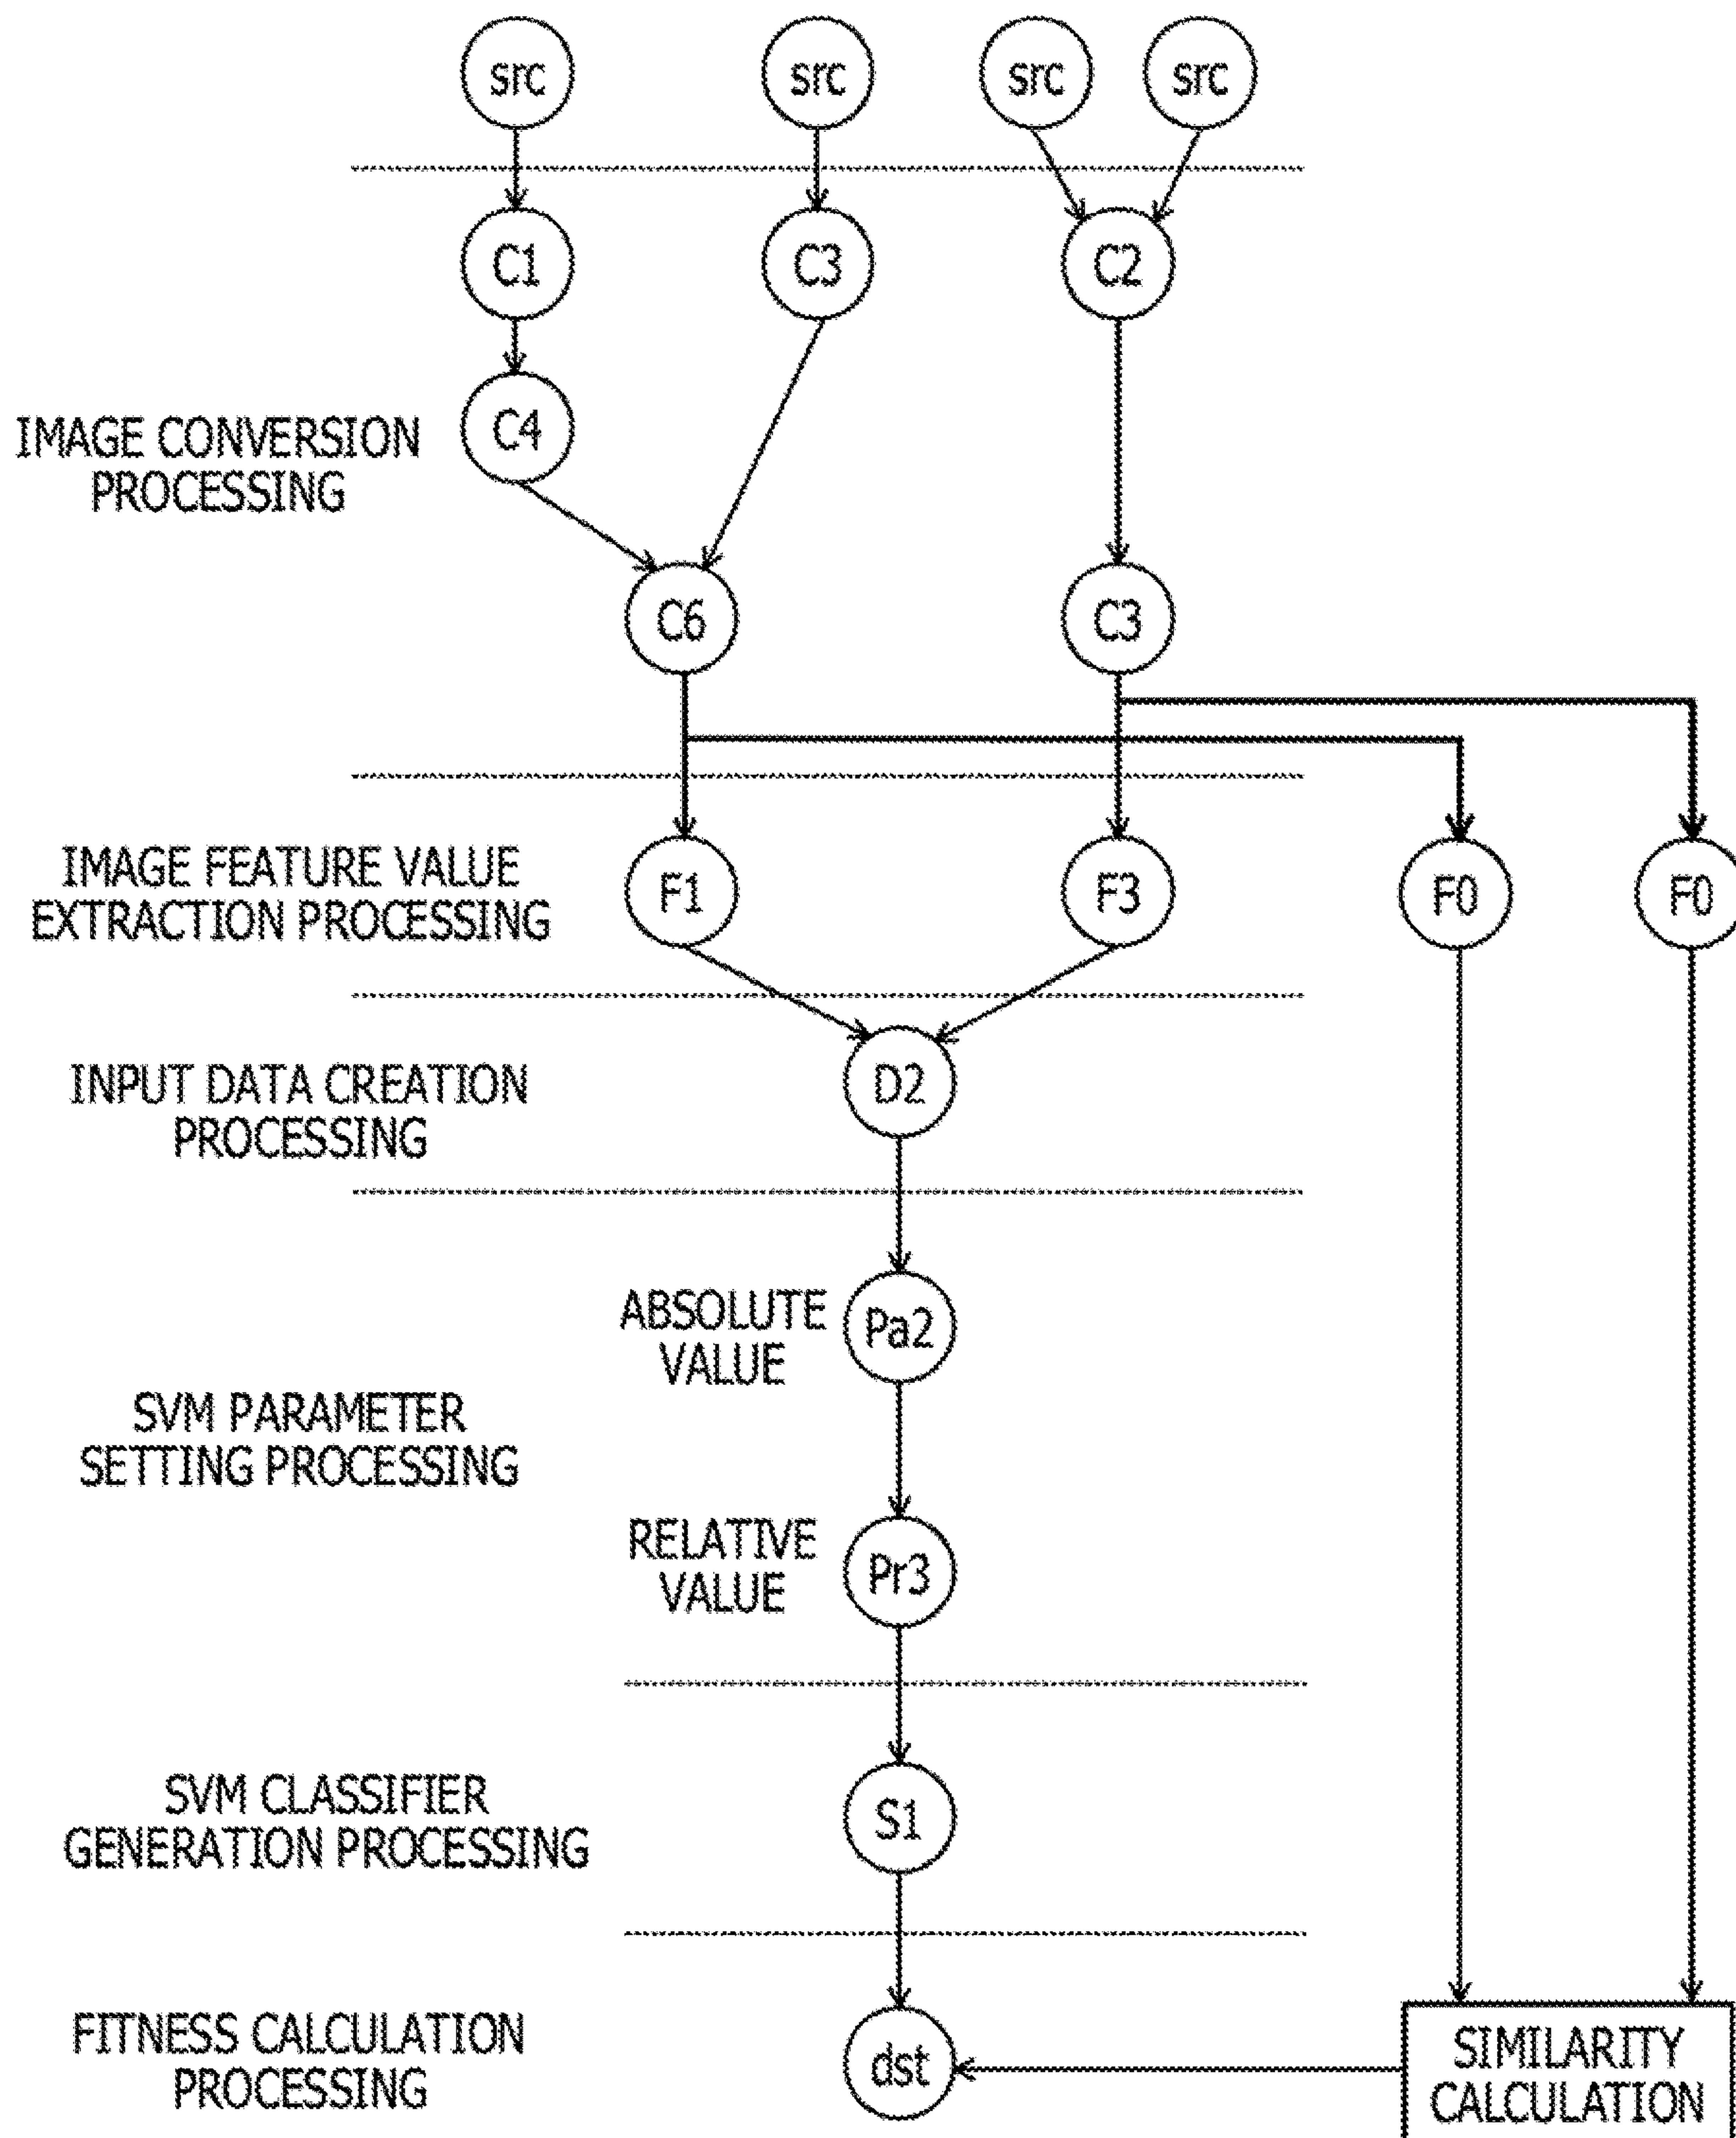 src src src src
C1 C3 C2
C4
IMAGE CONVERSION
PROCESSING
C6 C3
IMAGE FEATURE VALUE
EXTRACTION PROCESSING
F1 F3 F0 F0
INPUT DATA CREATION
PROCESSING
D2
ABSOLUTE
VALUE
Pa2
SVM PARAMETER
SETTING PROCESSING
RELATIVE
VALUE
Pr3
SVM CLASSIFIER
GENERATION PROCESSING
S1
FITNESS CALCULATION
PROCESSING
dst
SIMILARITY
CALCULATION